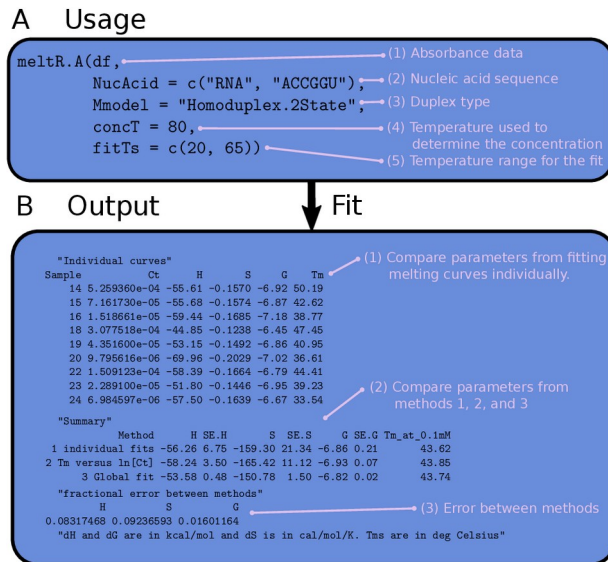 A Usage
meltR.A(df,
(1) Absorbance data
NucAcid = c("RNA", "ACCGGU"),
(2) Nucleic acid sequence
Mmodel = "Homoduplex.2State",
(3) Duplex type
concT = 80,
(4) Temperature used to
determine the concentration
fitTs = c(20, 65))
(5) Temperature range for the fit
B Output
Fit
"Individual curves"
(1) Compare parameters from fitting
melting curves individually.
Sample Ct H S G Tm
14 5.259360e-04 -55.61 -0.1570 -6.92 50.19
15 7.161730e-05 -55.68 -0.1574 -6.87 42.62
16 1.518661e-05 -59.44 -0.1685 -7.18 38.77
18 3.077518e-04 -44.85 -0.1238 -6.45 47.45
19 4.351600e-05 -53.15 -0.1492 -6.86 40.95
20 9.795616e-06 -69.96 -0.2029 -7.02 36.61
22 1.509123e-04 -58.39 -0.1664 -6.79 44.41
23 2.289100e-05 -51.80 -0.1446 -6.95 39.23
24 6.984597e-06 -57.50 -0.1639 -6.67 33.54
(2) Compare parameters from
methods 1, 2, and 3
"Summary"
Method H SE.H S SE.S G SE.G Tm_at_0.1mM
1 individual fits -56.26 6.75 -159.30 21.34 -6.86 0.21 43.62
2 Tm versus ln[Ct] -58.24 3.50 -165.42 11.12 -6.93 0.07 43.85
3 Global fit -53.58 0.48 -150.78 1.50 -6.82 0.02 43.74
"fractional error between methods"
H S G
(3) Error between methods
0.08317468 0.09236593 0.01601164
"dH and dG are in kcal/mol and dS is in cal/mol/K. Tms are in deg Celsius"